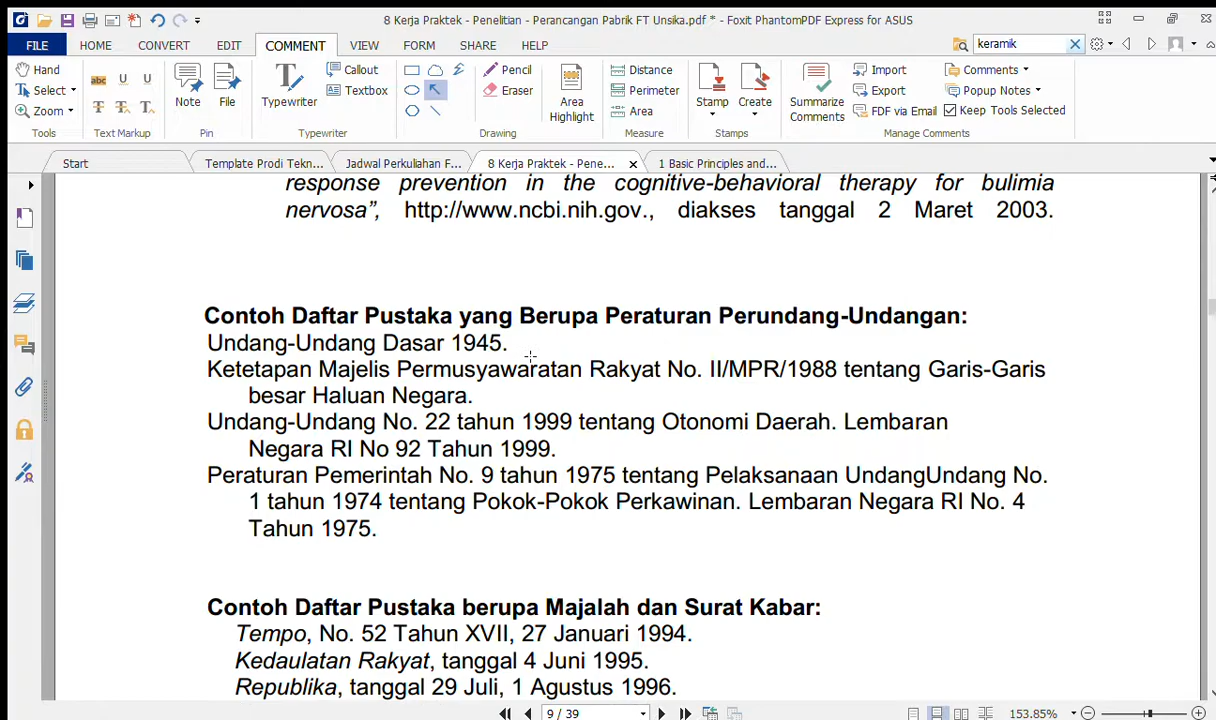 8 Kerja Praktek - Penelitian - Perancangan Pabrik FT Unsika.pdf * - Foxit PhantomPDF Express for ASUS
FILE HOME CONVERT EDIT COMMENT VIEW FORM SHARE HELP keramik
Hand
Select
Zoom
Tools
abc U U
T T T
Text Markup
Note File
Pin
Typewriter
Callout
Textbox
Typewriter
Pencil
Eraser
Area
Highlight
Drawing
Distance
Perimeter
Area
Measure
Stamp Create
Stamps
Summarize
Comments
Import
Export
FDF via Email
Comments
Popup Notes
Keep Tools Selected
Manage Comments
Start Template Prodi Tekn... Jadwal Perkuliahan F... 8 Kerja Praktek - Pene... 1 Basic Principles and...
response prevention in the cognitive-behavioral therapy for bulimia
nervosa”, http://www.ncbi.nih.gov., diakses tanggal 2 Maret 2003.
Contoh Daftar Pustaka yang Berupa Peraturan Perundang-Undangan:
Undang-Undang Dasar 1945.
Ketetapan Majelis Permusyawaratan Rakyat No. II/MPR/1988 tentang Garis-Garis
besar Haluan Negara.
Undang-Undang No. 22 tahun 1999 tentang Otonomi Daerah. Lembaran
Negara RI No 92 Tahun 1999.
Peraturan Pemerintah No. 9 tahun 1975 tentang Pelaksanaan UndangUndang No.
1 tahun 1974 tentang Pokok-Pokok Perkawinan. Lembaran Negara RI No. 4
Tahun 1975.
Contoh Daftar Pustaka berupa Majalah dan Surat Kabar:
Tempo, No. 52 Tahun XVII, 27 Januari 1994.
Kedaulatan Rakyat, tanggal 4 Juni 1995.
Republika, tanggal 29 Juli, 1 Agustus 1996.
9 / 39 153.85%